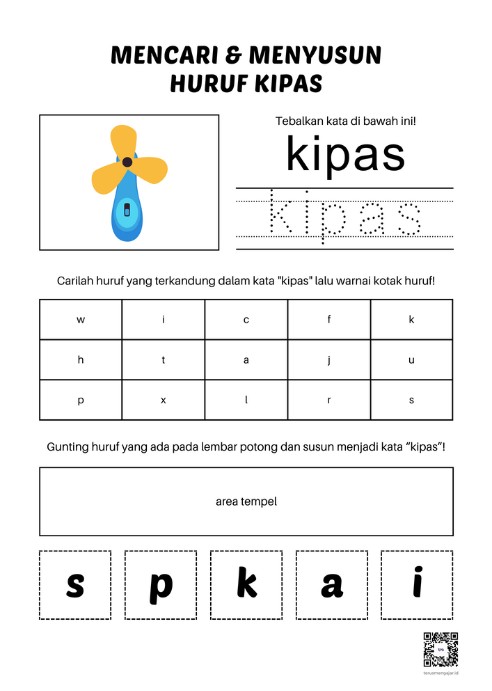 MENCARI & MENYUSUN
HURUF KIPAS
Tebalkan kata di bawah ini!
kipas
kipas
Carilah huruf yang terkandung dalam kata "kipas" lalu warnai kotak huruf!
w i c f k
h t a j u
p x l r s
Gunting huruf yang ada pada lembar potong dan susun menjadi kata "kipas"!
area tempel
s p k a i